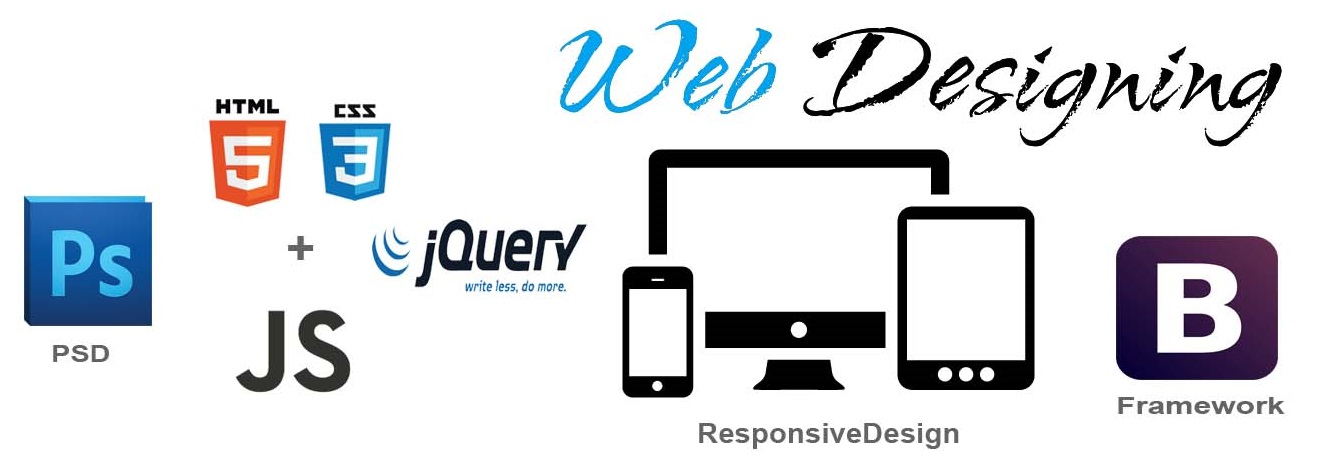 Web Designing
HTML
5
CSS
3
Ps
PSD
+
JS
jQuery
write less, do more.
ResponsiveDesign
B
Framework